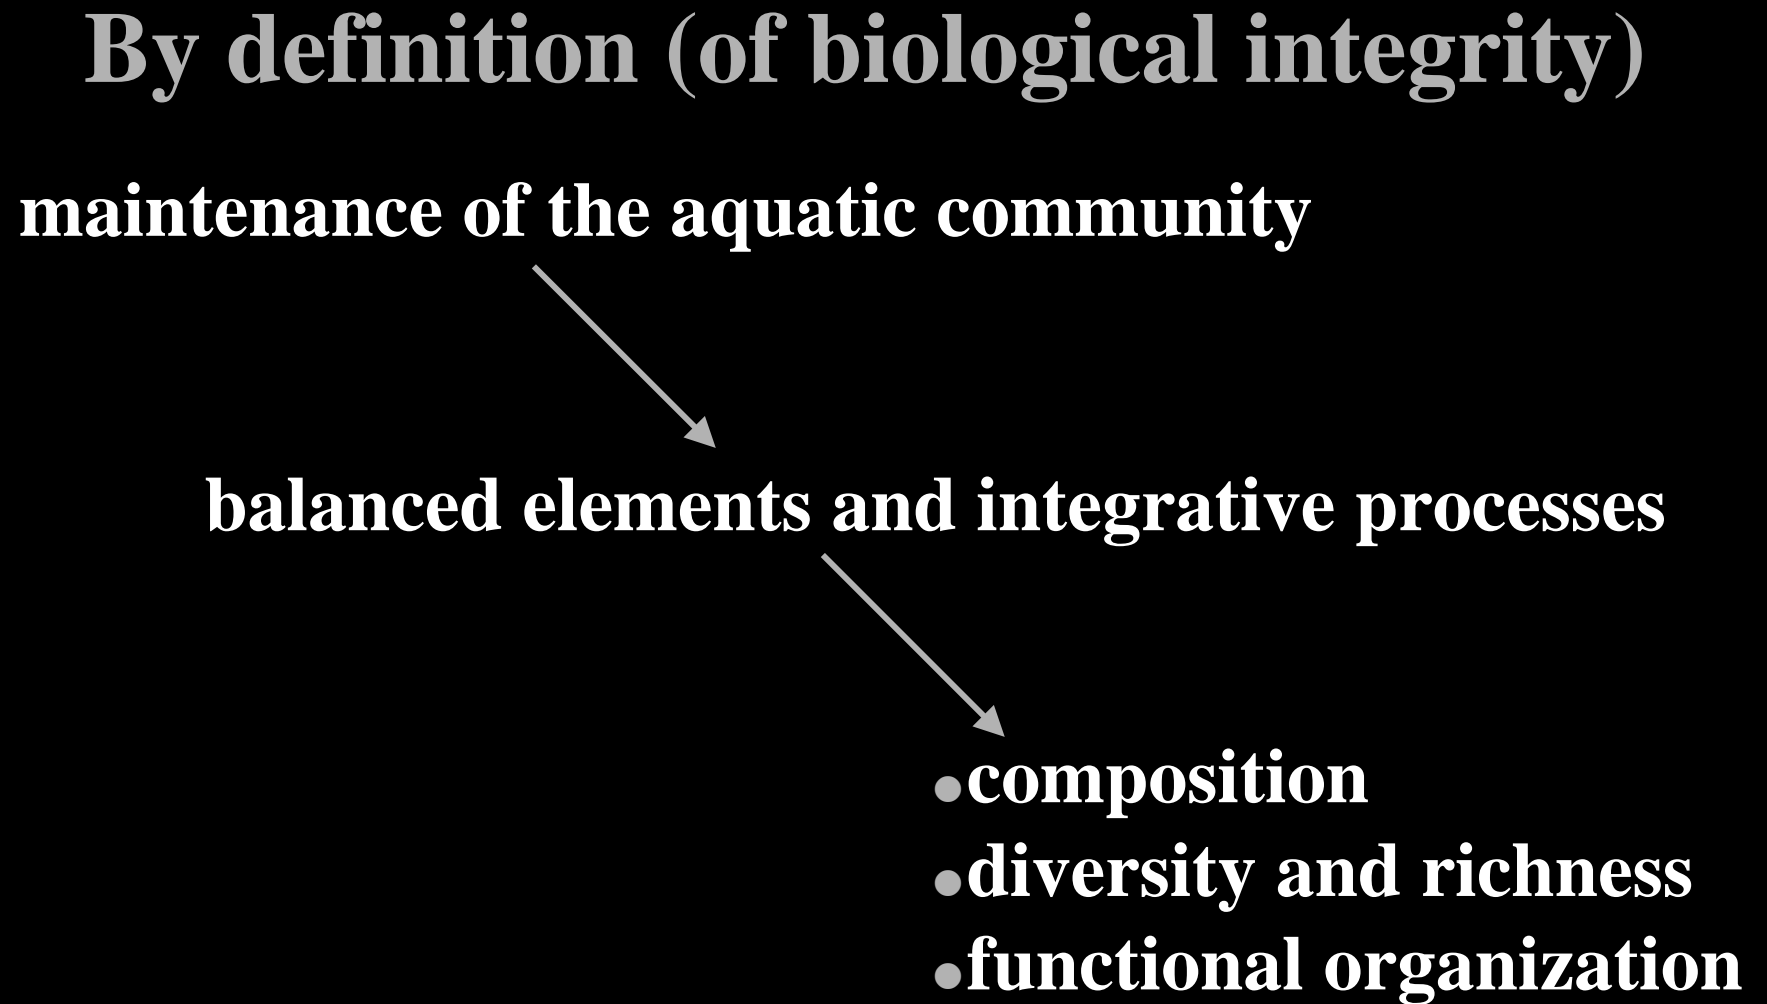 By definition (of biological integrity)
maintenance of the aquatic community
balanced elements and integrative processes
●composition
●diversity and richness
●functional organization